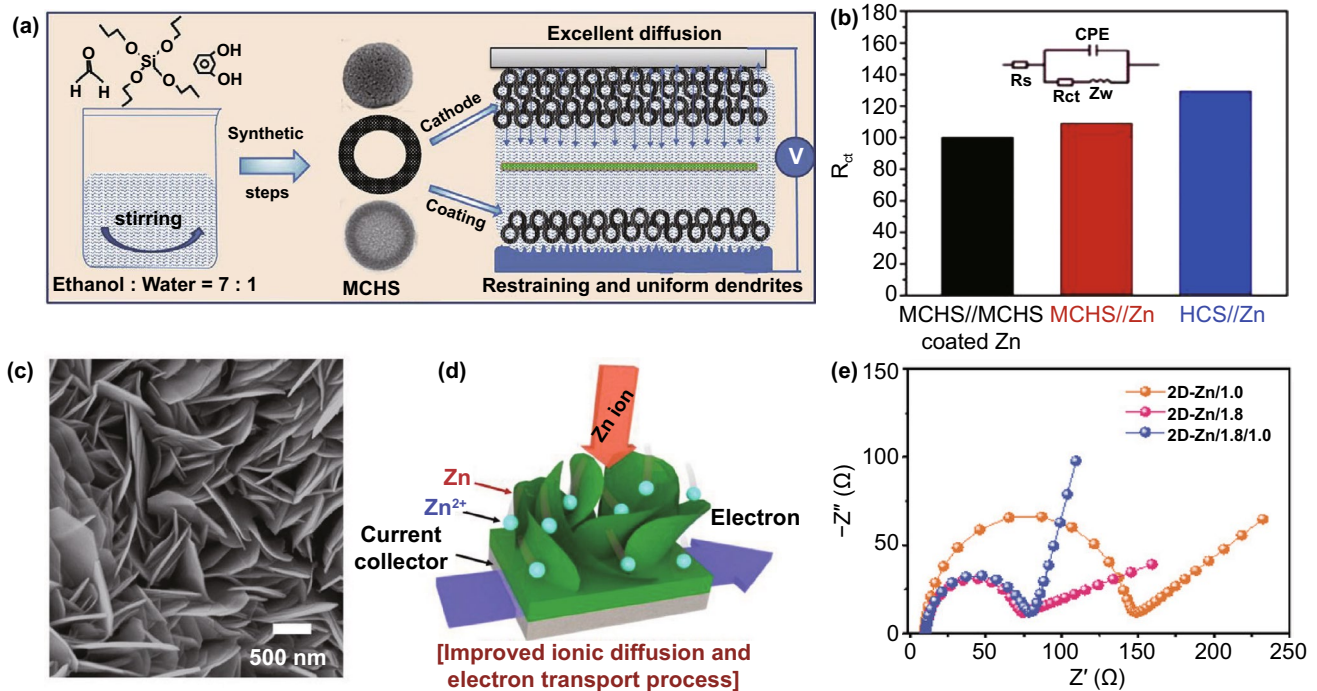 (a)
O
H H
O
O
Si
O
O
OH
OH
stirring
Ethanol : Water = 7 : 1
Synthetic
steps
MCHS
Cathode
Coating
Excellent diffusion
V
Restraining and uniform dendrites
(b)
Rct
180
160
140
120
100
80
60
40
20
0
CPE
Rs
Rct Zw
MCHS//MCHS
coated Zn
MCHS//Zn
HCS//Zn
(c)
500 nm
(d)
Zn ion
Zn
Zn²⁺
Current
collector
Electron
[Improved ionic diffusion and
electron transport process]
(e)
−Z″ (Ω)
150
100
50
0
2D-Zn/1.0
2D-Zn/1.8
2D-Zn/1.8/1.0
0 50 100 150 200 250
Z′ (Ω)